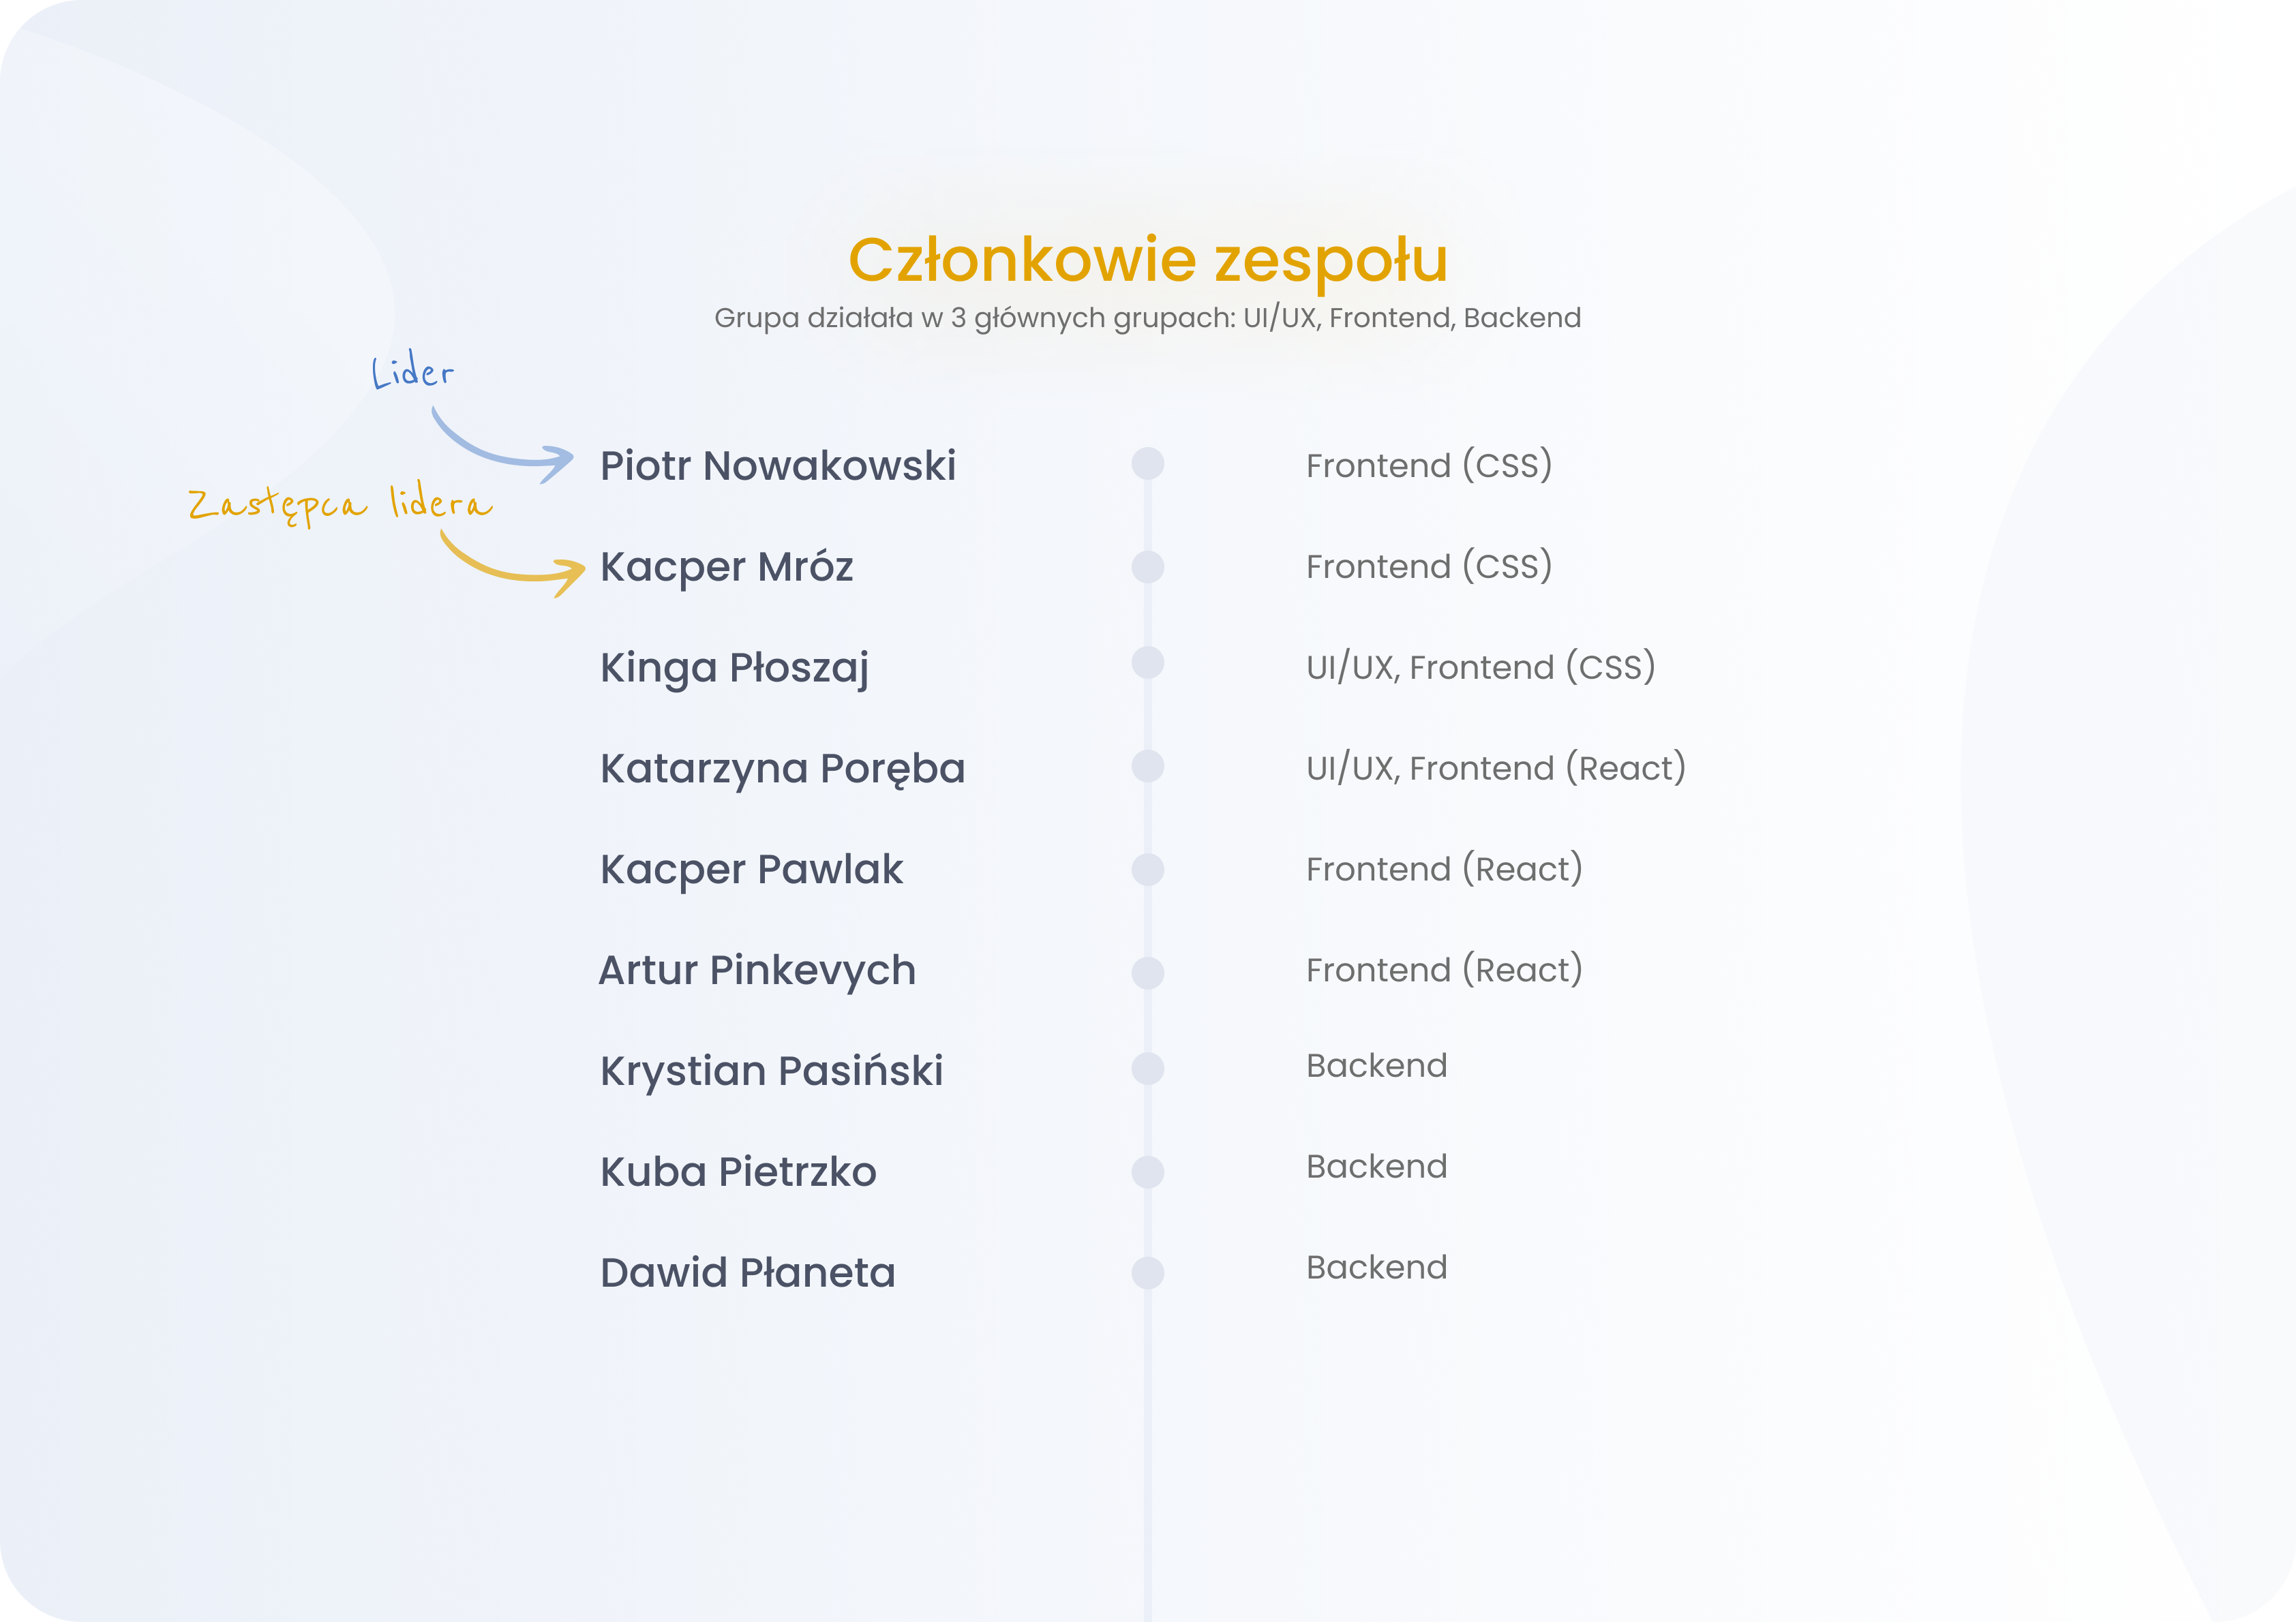 Członkowie zespołu
Grupa działała w 3 głównych grupach: UI/UX, Frontend, Backend
Lider
Piotr Nowakowski Frontend (CSS)
Zastępca lidera
Kacper Mróz Frontend (CSS)
Kinga Płoszaj UI/UX, Frontend (CSS)
Katarzyna Poręba UI/UX, Frontend (React)
Kacper Pawlak Frontend (React)
Artur Pinkevych Frontend (React)
Krystian Pasiński Backend
Kuba Pietrzko Backend
Dawid Płaneta Backend